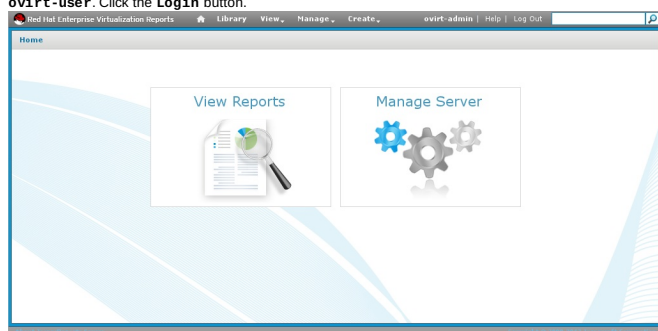 ovirt-user. Click the Login button.
Red Hat Enterprise Virtualization Reports Library View Manage Create ovirt-admin | Help | Log Out
Home
View Reports Manage Server